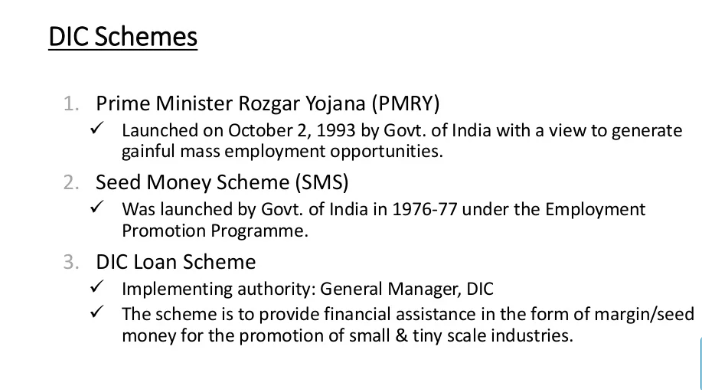 DIC Schemes
1. Prime Minister Rozgar Yojana (PMRY)
✓ Launched on October 2, 1993 by Govt. of India with a view to generate
gainful mass employment opportunities.
2. Seed Money Scheme (SMS)
✓ Was launched by Govt. of India in 1976-77 under the Employment
Promotion Programme.
3. DIC Loan Scheme
✓ Implementing authority: General Manager, DIC
✓ The scheme is to provide financial assistance in the form of margin/seed
money for the promotion of small & tiny scale industries.